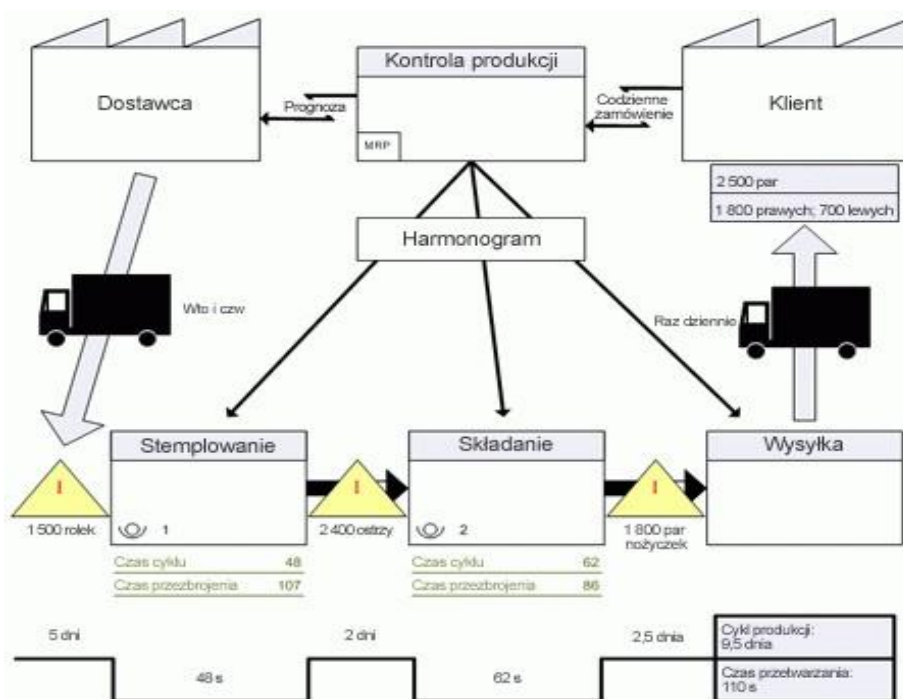 Dostawca
Prognoza
Kontrola produkcji
MRP
Codzienne
zamówienie
Klient
2 500 par
1 800 prawych; 700 lewych
Harmonogram
Wto i czw
Raz dziennie
Stemplowanie
Składanie
Wysyłka
I
I
I
1 500 rolek
1
2 400 ostrzy
2
1 800 par
nożyczek
Czas cyklu 48
Czas przezbrojenia 107
Czas cyklu 62
Czas przezbrojenia 86
5 dni
48 s
2 dni
62 s
2,5 dnia
Cykl produkcji:
9,5 dnia
Czas przetwarzania:
110 s